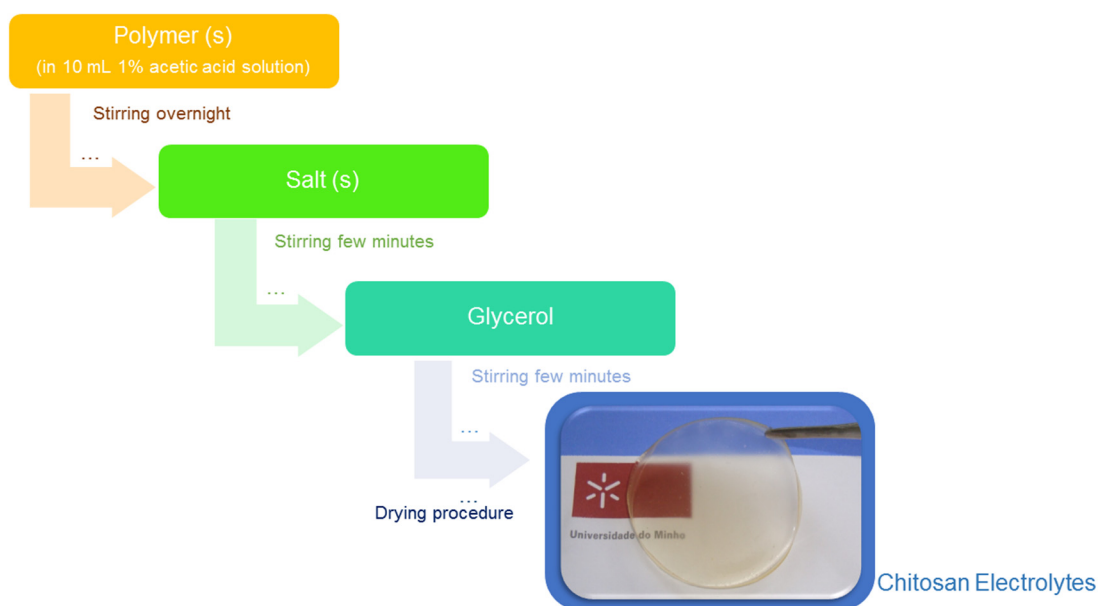 Polymer (s)
(in 10 mL 1% acetic acid solution)
Stirring overnight
...
Salt (s)
Stirring few minutes
...
Glycerol
Stirring few minutes
...
...
Drying procedure
Universidade do Minho
Chitosan Electrolytes